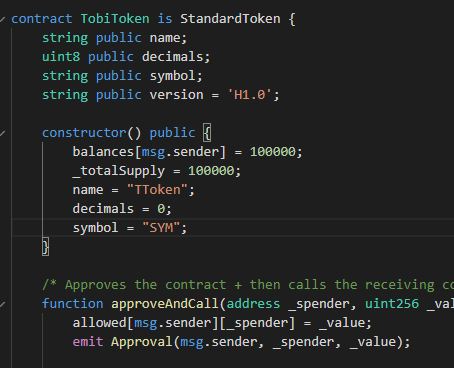 contract TobiToken is StandardToken {
string public name;
uint8 public decimals;
string public symbol;
string public version = 'H1.0';
constructor() public {
balances[msg.sender] = 100000;
_totalSupply = 100000;
name = "TToken";
decimals = 0;
symbol = "SYM";
}
/* Approves the contract + then calls the receiving co
function approveAndCall(address _spender, uint256 _val
allowed[msg.sender][_spender] = _value;
emit Approval(msg.sender, _spender, _value);